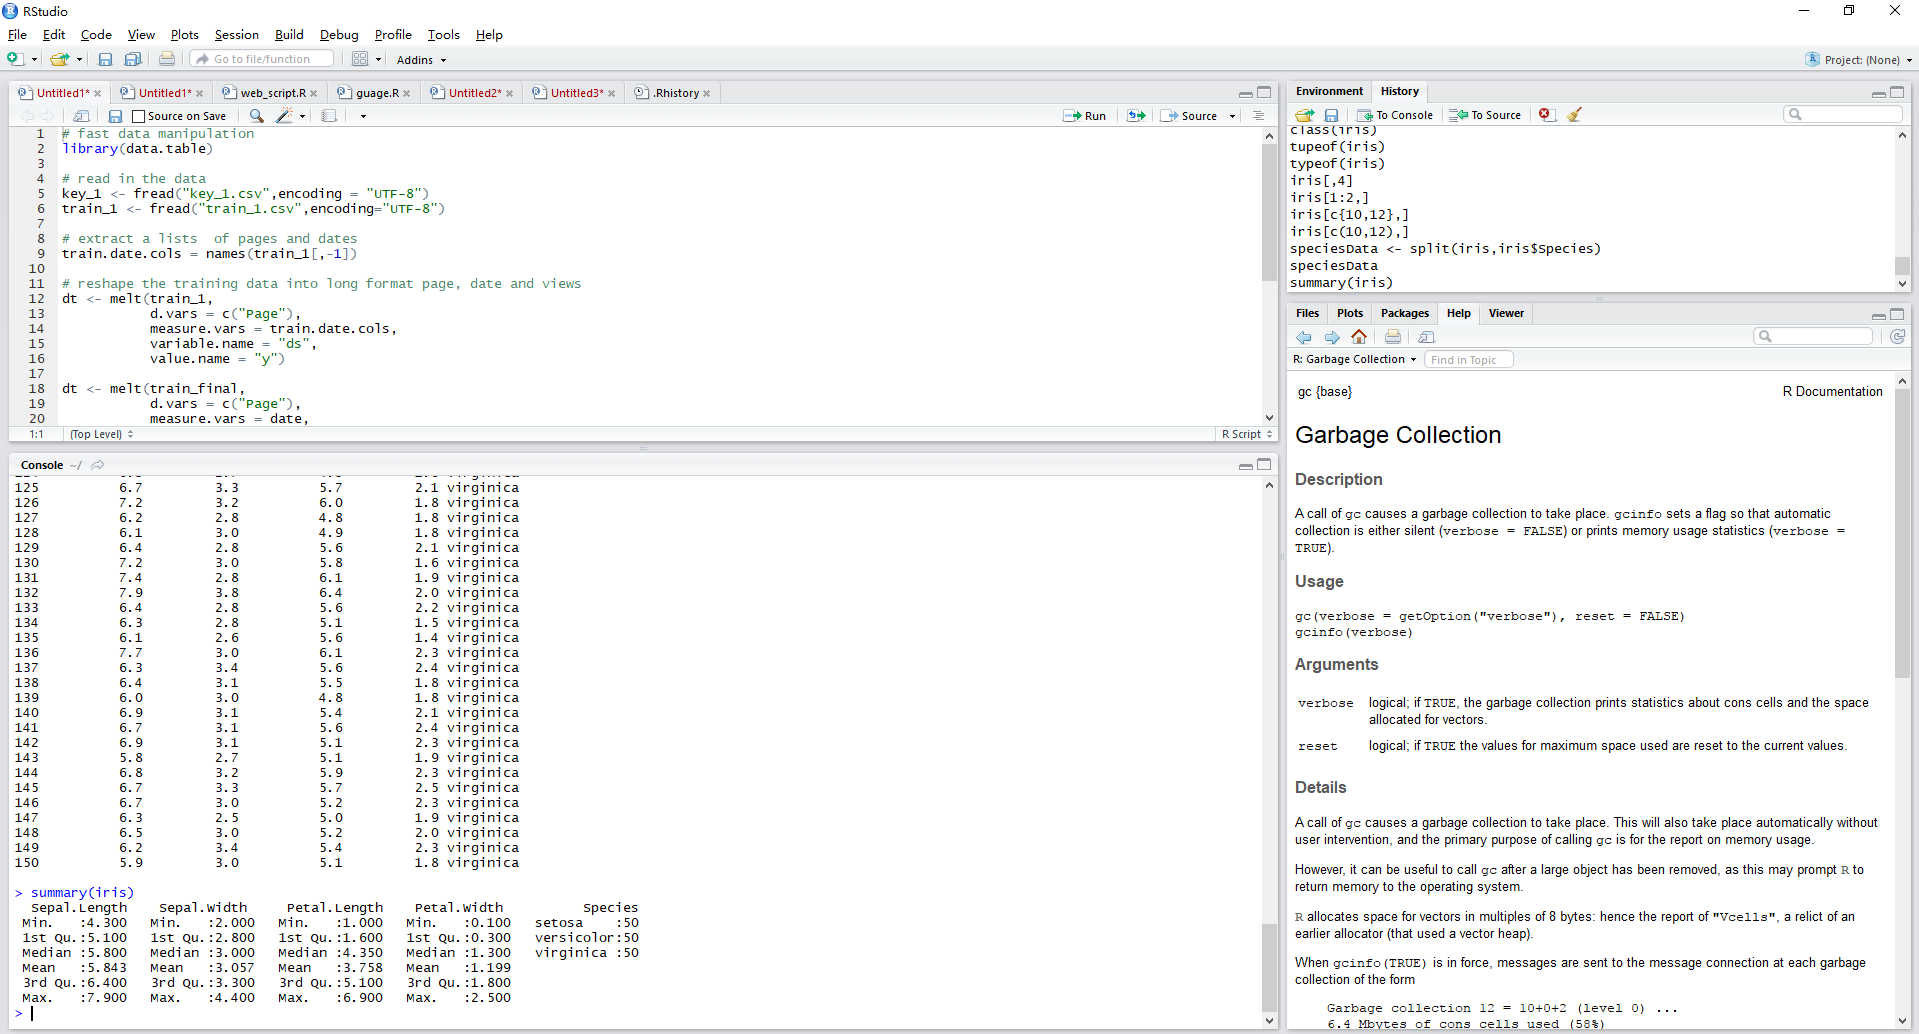 RStudio
File Edit Code View Plots Session Build Debug Profile Tools Help
Go to file/function Addins Project: (None)
Untitled1* Untitled1* web_script.R guage.R Untitled2* Untitled3* .Rhistory
Source on Save Run Source
1 # fast data manipulation
2 library(data.table)
3
4 # read in the data
5 key_1 <- fread("key_1.csv",encoding = "UTF-8")
6 train_1 <- fread("train_1.csv",encoding="UTF-8")
7
8 # extract a lists  of pages and dates
9 train.date.cols = names(train_1[,-1])
10
11 # reshape the training data into long format page, date and views
12 dt <- melt(train_1,
13            d.vars = c("Page"),
14            measure.vars = train.date.cols,
15            variable.name = "ds",
16            value.name = "y")
17
18 dt <- melt(train_final,
19            d.vars = c("Page"),
20            measure.vars = date,
1:1 (Top Level) R Script
Console ~/
125 6.7 3.3 5.7 2.1 virginica
126 7.2 3.2 6.0 1.8 virginica
127 6.2 2.8 4.8 1.8 virginica
128 6.1 3.0 4.9 1.8 virginica
129 6.4 2.8 5.6 2.1 virginica
130 7.2 3.0 5.8 1.6 virginica
131 7.4 2.8 6.1 1.9 virginica
132 7.9 3.8 6.4 2.0 virginica
133 6.4 2.8 5.6 2.2 virginica
134 6.3 2.8 5.1 1.5 virginica
135 6.1 2.6 5.6 1.4 virginica
136 7.7 3.0 6.1 2.3 virginica
137 6.3 3.4 5.6 2.4 virginica
138 6.4 3.1 5.5 1.8 virginica
139 6.0 3.0 4.8 1.8 virginica
140 6.9 3.1 5.4 2.1 virginica
141 6.7 3.1 5.6 2.4 virginica
142 6.9 3.1 5.1 2.3 virginica
143 5.8 2.7 5.1 1.9 virginica
144 6.8 3.2 5.9 2.3 virginica
145 6.7 3.3 5.7 2.5 virginica
146 6.7 3.0 5.2 2.3 virginica
147 6.3 2.5 5.0 1.9 virginica
148 6.5 3.0 5.2 2.0 virginica
149 6.2 3.4 5.4 2.3 virginica
150 5.9 3.0 5.1 1.8 virginica
> summary(iris)
Sepal.Length Sepal.Width Petal.Length Petal.Width Species
Min. :4.300 Min. :2.000 Min. :1.000 Min. :0.100 setosa :50
1st Qu.:5.100 1st Qu.:2.800 1st Qu.:1.600 1st Qu.:0.300 versicolor:50
Median :5.800 Median :3.000 Median :4.350 Median :1.300 virginica :50
Mean :5.843 Mean :3.057 Mean :3.758 Mean :1.199
3rd Qu.:6.400 3rd Qu.:3.300 3rd Qu.:5.100 3rd Qu.:1.800
Max. :7.900 Max. :4.400 Max. :6.900 Max. :2.500
>
Environment History
To Console To Source
class(iris)
tupeof(iris)
typeof(iris)
iris[,4]
iris[1:2,]
iris[c{10,12},]
iris[c(10,12),]
speciesData <- split(iris,iris$Species)
speciesData
summary(iris)
Files Plots Packages Help Viewer
R: Garbage Collection Find in Topic
gc {base} R Documentation
Garbage Collection
Description
A call of gc causes a garbage collection to take place. gcinfo sets a flag so that automatic
collection is either silent (verbose = FALSE) or prints memory usage statistics (verbose =
TRUE).
Usage
gc(verbose = getOption("verbose"), reset = FALSE)
gcinfo(verbose)
Arguments
verbose logical; if TRUE, the garbage collection prints statistics about cons cells and the space
allocated for vectors.
reset logical; if TRUE the values for maximum space used are reset to the current values.
Details
A call of gc causes a garbage collection to take place. This will also take place automatically without
user intervention, and the primary purpose of calling gc is for the report on memory usage.
However, it can be useful to call gc after a large object has been removed, as this may prompt R to
return memory to the operating system.
R allocates space for vectors in multiples of 8 bytes: hence the report of "Vcells", a relict of an
earlier allocator (that used a vector heap).
When gcinfo(TRUE) is in force, messages are sent to the message connection at each garbage
collection of the form
Garbage collection 12 = 10+0+2 (level 0) ...
6.4 Mbytes of cons cells used (58%)